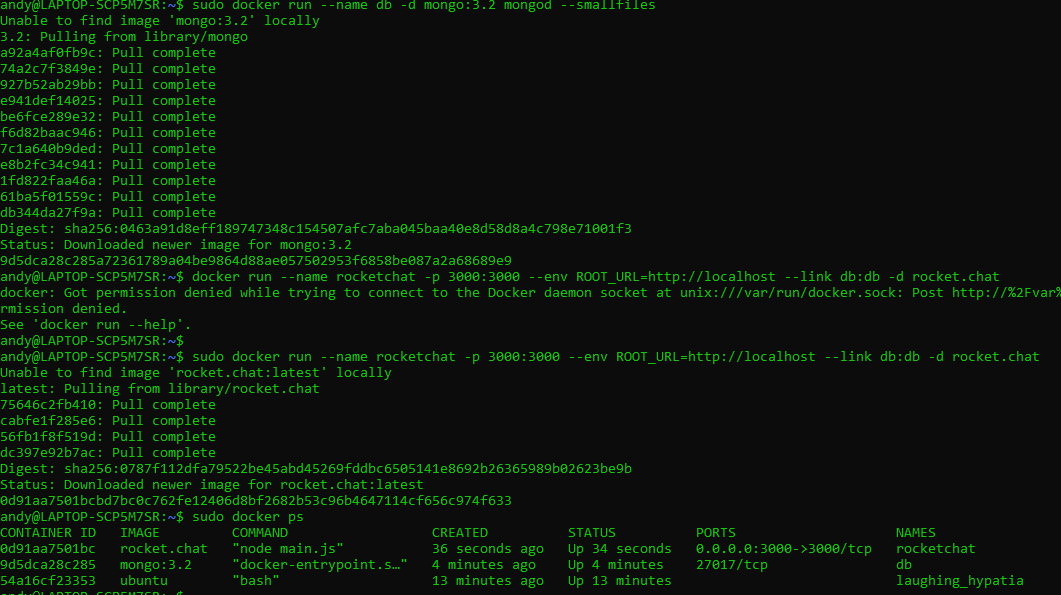 andy@LAPTOP-SCP5M7SR:~$ sudo docker run --name db -d mongo:3.2 mongod --smallfiles
Unable to find image 'mongo:3.2' locally
3.2: Pulling from library/mongo
a92a4af0fb9c: Pull complete
74a2c7f3849e: Pull complete
927b52ab29bb: Pull complete
e941def14025: Pull complete
be6fce289e32: Pull complete
f6d82baac946: Pull complete
7c1a640b9ded: Pull complete
e8b2fc34c941: Pull complete
1fd822faa46a: Pull complete
61ba5f01559c: Pull complete
db344da27f9a: Pull complete
Digest: sha256:0463a91d8eff189747348c154507afc7aba045baa40e8d58d8a4c798e71001f3
Status: Downloaded newer image for mongo:3.2
9d5dca28c285a72361789a04be9864d88ae057502953f6858be087a2a68689e9
andy@LAPTOP-SCP5M7SR:~$ docker run --name rocketchat -p 3000:3000 --env ROOT_URL=http://localhost --link db:db -d rocket.chat
docker: Got permission denied while trying to connect to the Docker daemon socket at unix:///var/run/docker.sock: Post http://%2Fvar%
rmission denied.
See 'docker run --help'.
andy@LAPTOP-SCP5M7SR:~$
andy@LAPTOP-SCP5M7SR:~$ sudo docker run --name rocketchat -p 3000:3000 --env ROOT_URL=http://localhost --link db:db -d rocket.chat
Unable to find image 'rocket.chat:latest' locally
latest: Pulling from library/rocket.chat
75646c2fb410: Pull complete
cabfe1f285e6: Pull complete
56fb1f8f519d: Pull complete
dc397e92b7ac: Pull complete
Digest: sha256:0787f112dfa79522be45abd45269fddbc6505141e8692b26365989b02623be9b
Status: Downloaded newer image for rocket.chat:latest
0d91aa7501bcbd7bc0c762fe12406d8bf2682b53c96b4647114cf656c974f633
andy@LAPTOP-SCP5M7SR:~$ sudo docker ps
CONTAINER ID IMAGE COMMAND CREATED STATUS PORTS NAMES
0d91aa7501bc rocket.chat "node main.js" 36 seconds ago Up 34 seconds 0.0.0.0:3000->3000/tcp rocketchat
9d5dca28c285 mongo:3.2 "docker-entrypoint.s…" 4 minutes ago Up 4 minutes 27017/tcp db
54a16cf23353 ubuntu "bash" 13 minutes ago Up 13 minutes laughing_hypatia
andy@LAPTOP-SCP5M7SR:~$